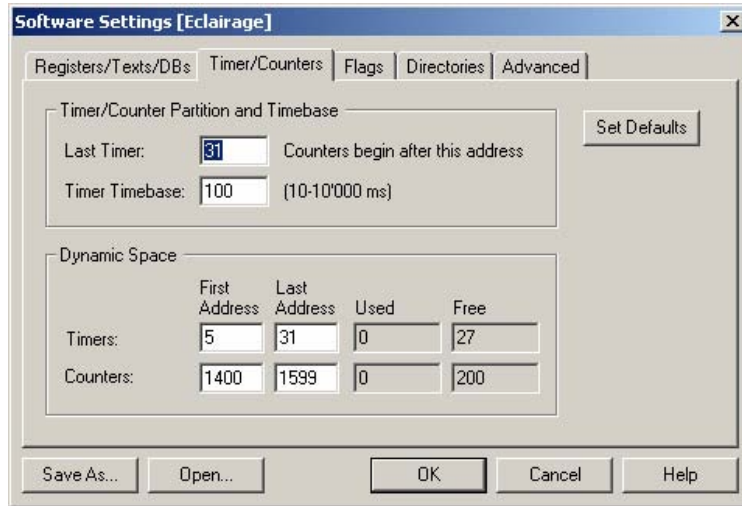 Software Settings [Eclairage]
Registers/Texts/DBs Timer/Counters Flags Directories Advanced
Timer/Counter Partition and Timebase
Set Defaults
Last Timer: 31 Counters begin after this address
Timer Timebase: 100 (10-10'000 ms)
Dynamic Space
First Last
Address Address Used Free
Timers: 5 31 0 27
Counters: 1400 1599 0 200
Save As... Open... OK Cancel Help